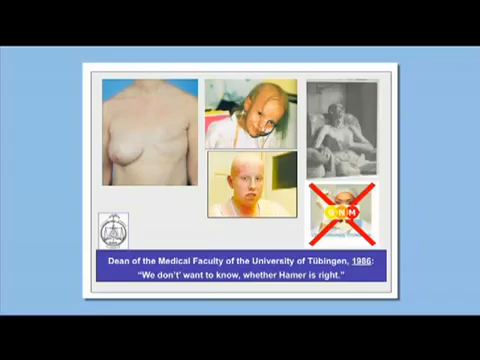 GNM
Dean of the Medical Faculty of the University of Tübingen, 1986:
“We don’t’ want to know, whether Hamer is right.”